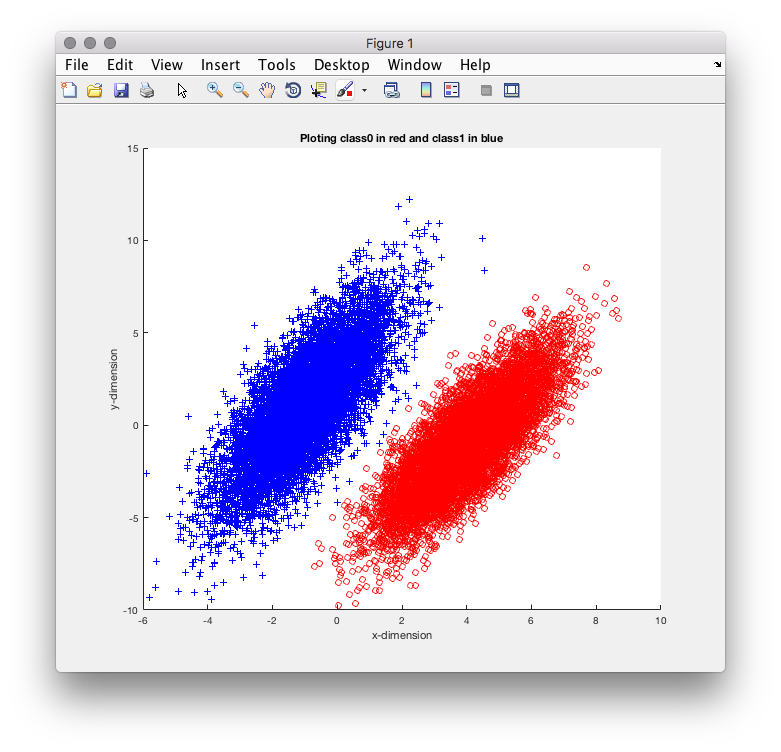 Figure 1
File Edit View Insert Tools Desktop Window Help
Ploting class0 in red and class1 in blue
15
10
5
0
-5
-10
y-dimension
-6 -4 -2 0 2 4 6 8 10
x-dimension